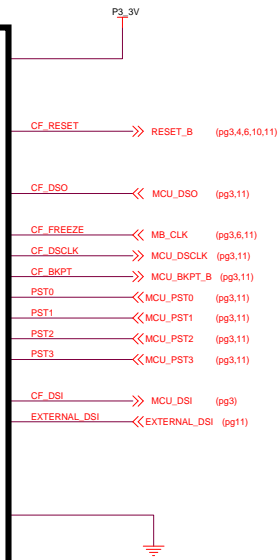 P3_3V
CF_RESET RESET_B (pg3,4,6,10,11)
CF_DSO MCU_DSO (pg3,11)
CF_FREEZE MB_CLK (pg3,6,11)
CF_DSCLK MCU_DSCLK (pg3,11)
CF_BKPT MCU_BKPT_B (pg3,11)
PST0 MCU_PST0 (pg3,11)
PST1 MCU_PST1 (pg3,11)
PST2 MCU_PST2 (pg3,11)
PST3 MCU_PST3 (pg3,11)
CF_DSI MCU_DSI (pg3)
EXTERNAL_DSI EXTERNAL_DSI (pg11)